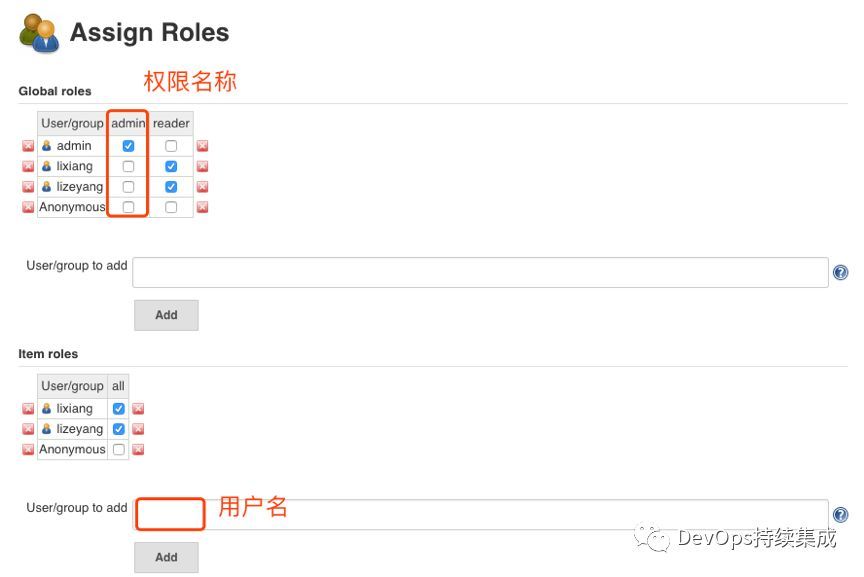 Assign Roles
权限名称
Global roles
User/group admin reader
admin
lixiang
lizeyang
Anonymous
User/group to add
Add
Item roles
User/group all
lixiang
lizeyang
Anonymous
User/group to add
用户名
DevOps持续集成
Add